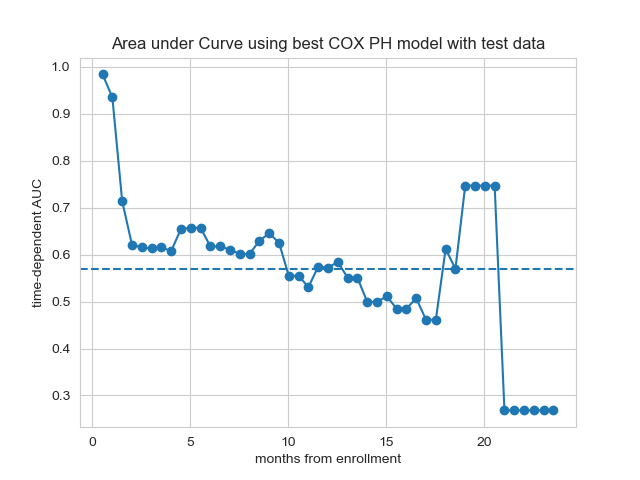 Area under Curve using best COX PH model with test data
time-dependent AUC
1.0
0.9
0.8
0.7
0.6
0.5
0.4
0.3
0 5 10 15 20
months from enrollment